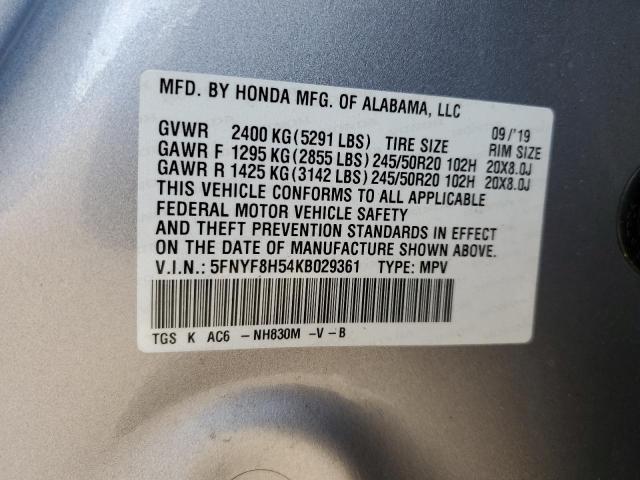 MFD. BY HONDA MFG. OF ALABAMA, LLC
GVWR 2400 KG(5291 LBS) TIRE SIZE 09/'19 RIM SIZE
GAWR F 1295 KG(2855 LBS)245/50R20 102H 20X8.0J
GAWR R 1425 KG(3142 LBS)245/50R20 102H 20X8.0J
THIS VEHICLE CONFORMS TO ALL APPLICABLE
FEDERAL MOTOR VEHICLE SAFETY
AND THEFT PREVENTION STANDARDS IN EFFECT
ON THE DATE OF MANUFACTURE SHOWN ABOVE.
V.I.N.: 5FNYF8H54KB029361 TYPE: MPV
TGS K AC6 -NH830M -V-B